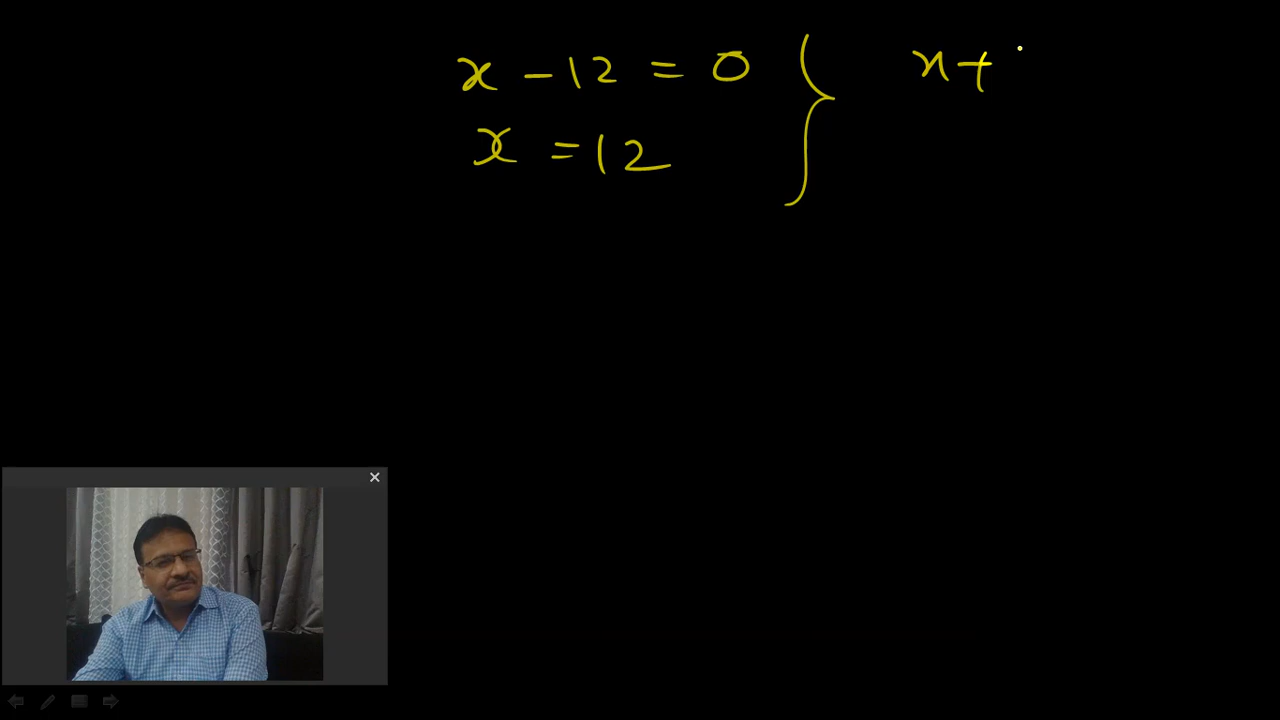 x - 12 = 0 } x +
x = 12